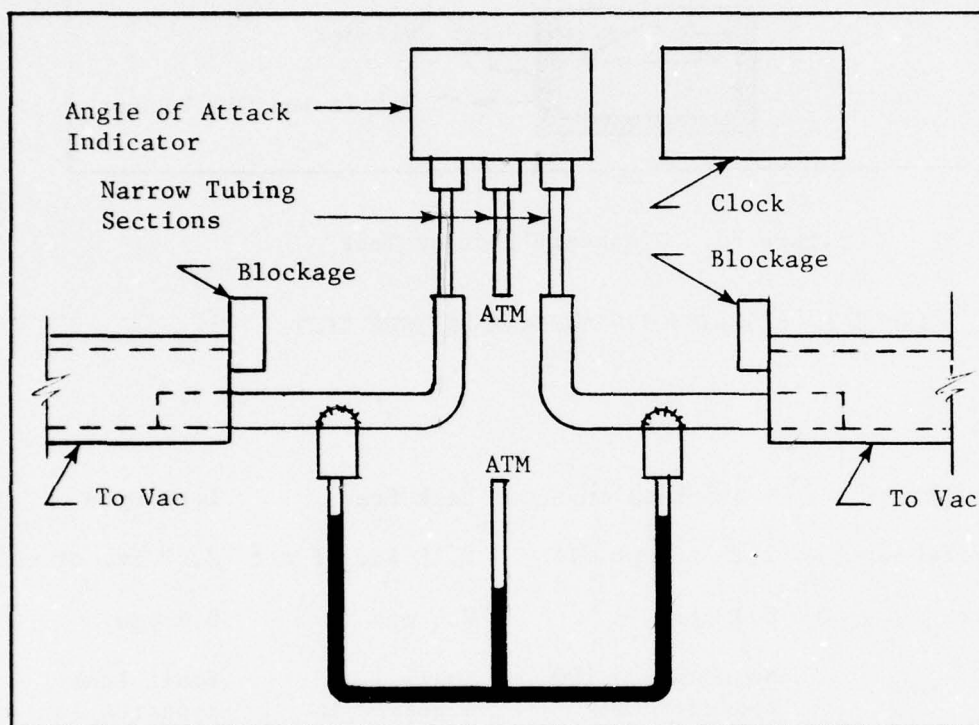 Angle of Attack
Indicator
Narrow Tubing
Sections
Clock
Blockage
Blockage
ATM
ATM
To Vac
To Vac